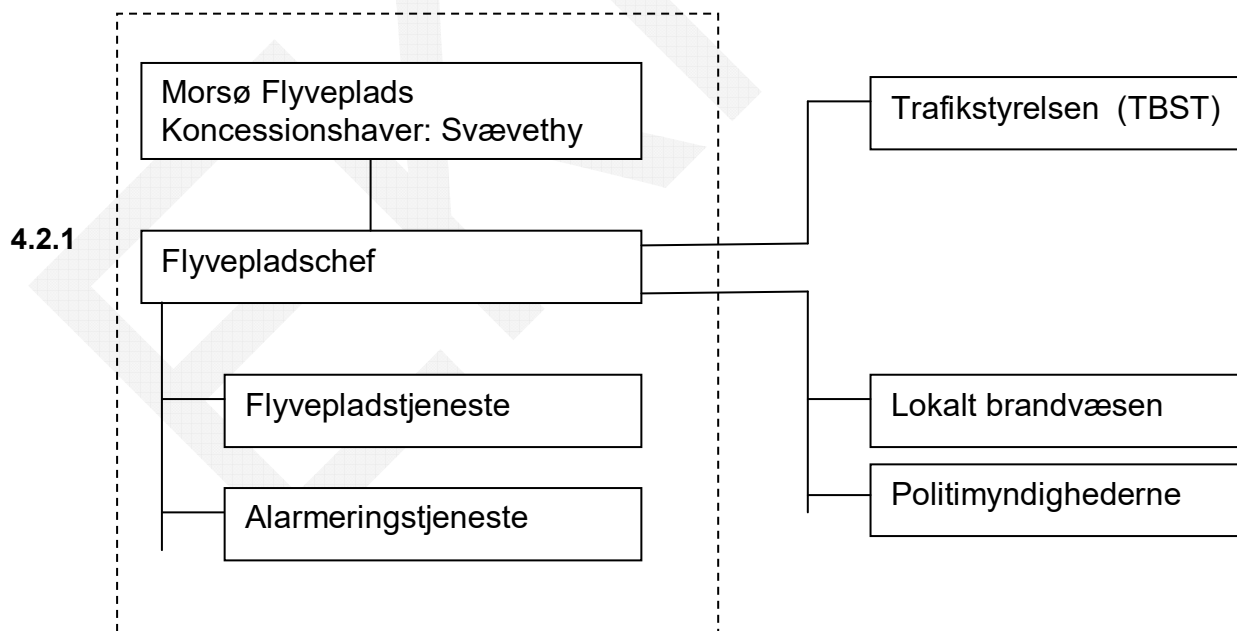 Morsø Flyveplads
Koncessionshaver: Svævethy
Trafikstyrelsen (TBST)
4.2.1
Flyvepladschef
Flyvepladstjeneste
Lokalt brandvæsen
Alarmeringstjeneste
Politimyndighederne